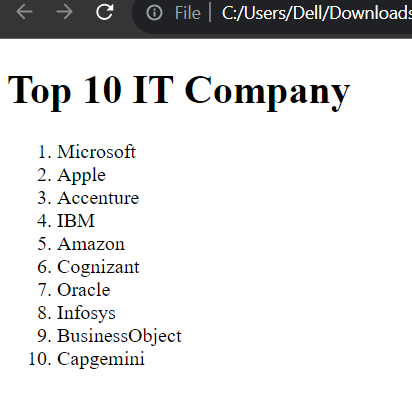 File | C:/Users/Dell/Downloads
Top 10 IT Company
1. Microsoft
2. Apple
3. Accenture
4. IBM
5. Amazon
6. Cognizant
7. Oracle
8. Infosys
9. BusinessObject
10. Capgemini